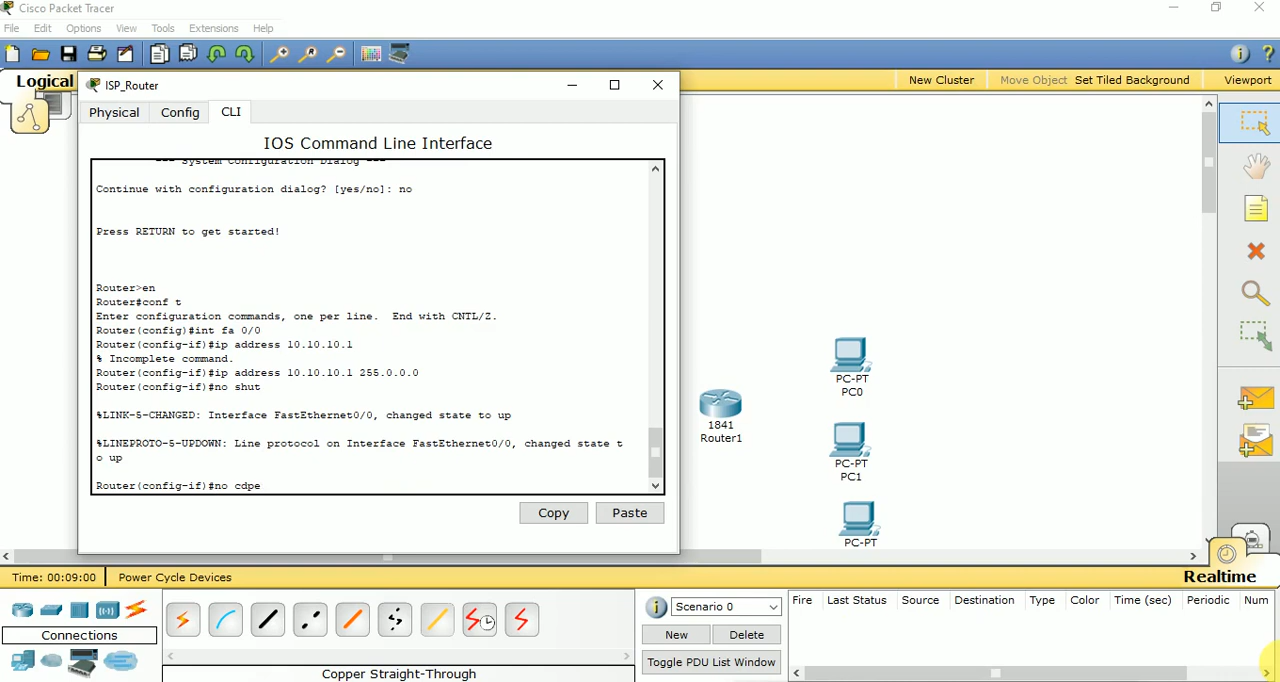 Cisco Packet Tracer
File Edit Options View Tools Extensions Help
Logical
New Cluster Move Object Set Tiled Background Viewport
ISP_Router
Physical Config CLI
IOS Command Line Interface
--- System Configuration Dialog ---
Continue with configuration dialog? [yes/no]: no
Press RETURN to get started!
Router>en
Router#conf t
Enter configuration commands, one per line. End with CNTL/Z.
Router(config)#int fa 0/0
Router(config-if)#ip address 10.10.10.1
% Incomplete command.
Router(config-if)#ip address 10.10.10.1 255.0.0.0
Router(config-if)#no shut
%LINK-5-CHANGED: Interface FastEthernet0/0, changed state to up
%LINEPROTO-5-UPDOWN: Line protocol on Interface FastEthernet0/0, changed state t
o up
Router(config-if)#no cdpe
Copy Paste
1841
Router1
PC-PT
PC0
PC-PT
PC1
PC-PT
Time: 00:09:00 Power Cycle Devices
Realtime
Connections
Copper Straight-Through
Scenario 0
New Delete
Toggle PDU List Window
Fire Last Status Source Destination Type Color Time (sec) Periodic Num